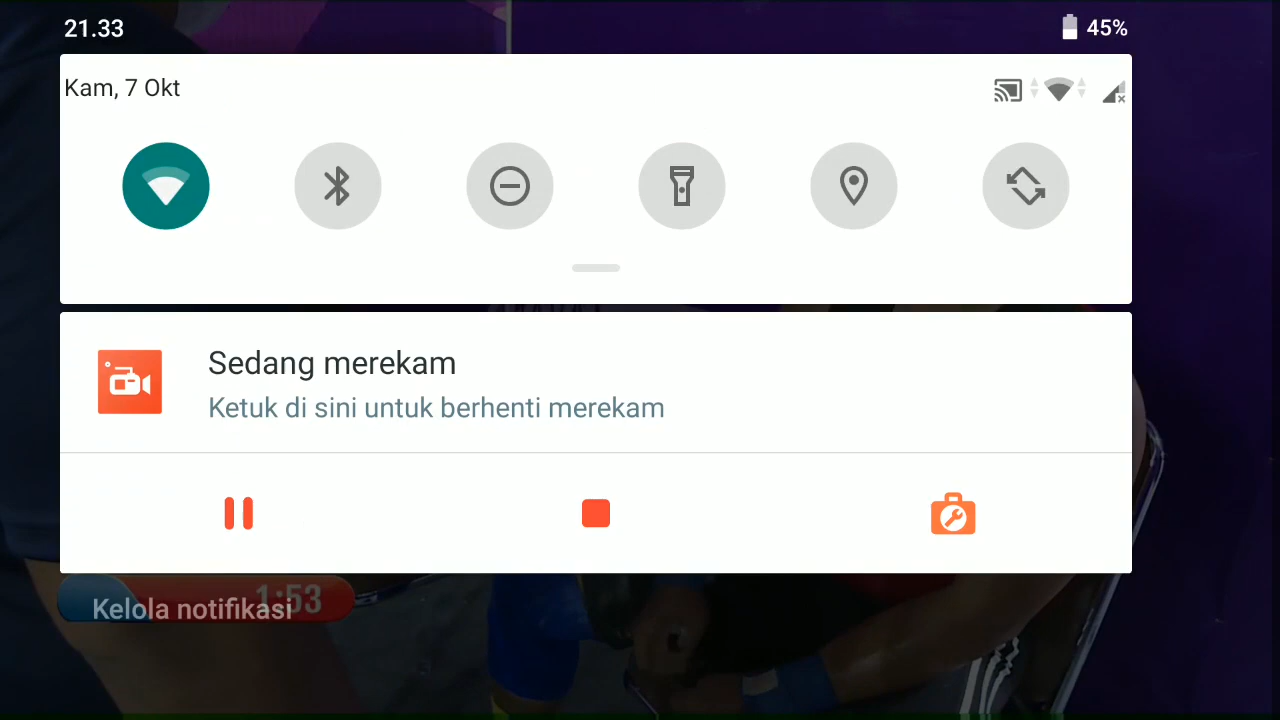 21.33
45%
Kam, 7 Okt
Sedang merekam
Ketuk di sini untuk berhenti merekam
1:53
Kelola notifikasi